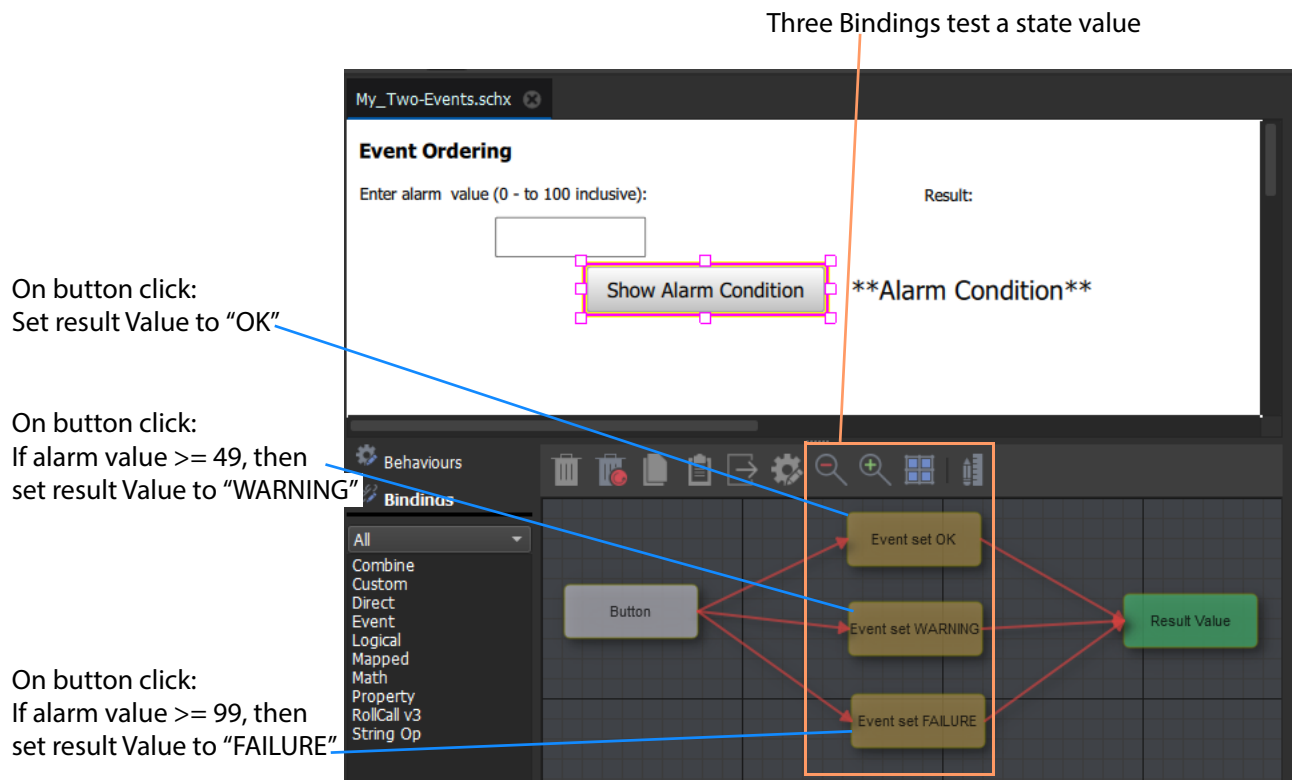 Three Bindings test a state value
My_Two-Events.schx
Event Ordering
Enter alarm  value (0 - to 100 inclusive):
Result:
Show Alarm Condition
**Alarm Condition**
On button click:
Set result Value to “OK”
On button click:
If alarm value >= 49, then
set result Value to “WARNING”
On button click:
If alarm value >= 99, then
set result Value to “FAILURE”
Behaviours
Bindings
All
Combine
Custom
Direct
Event
Logical
Mapped
Math
Property
RollCall v3
String Op
Button
Event set OK
Event set WARNING
Event set FAILURE
Result Value